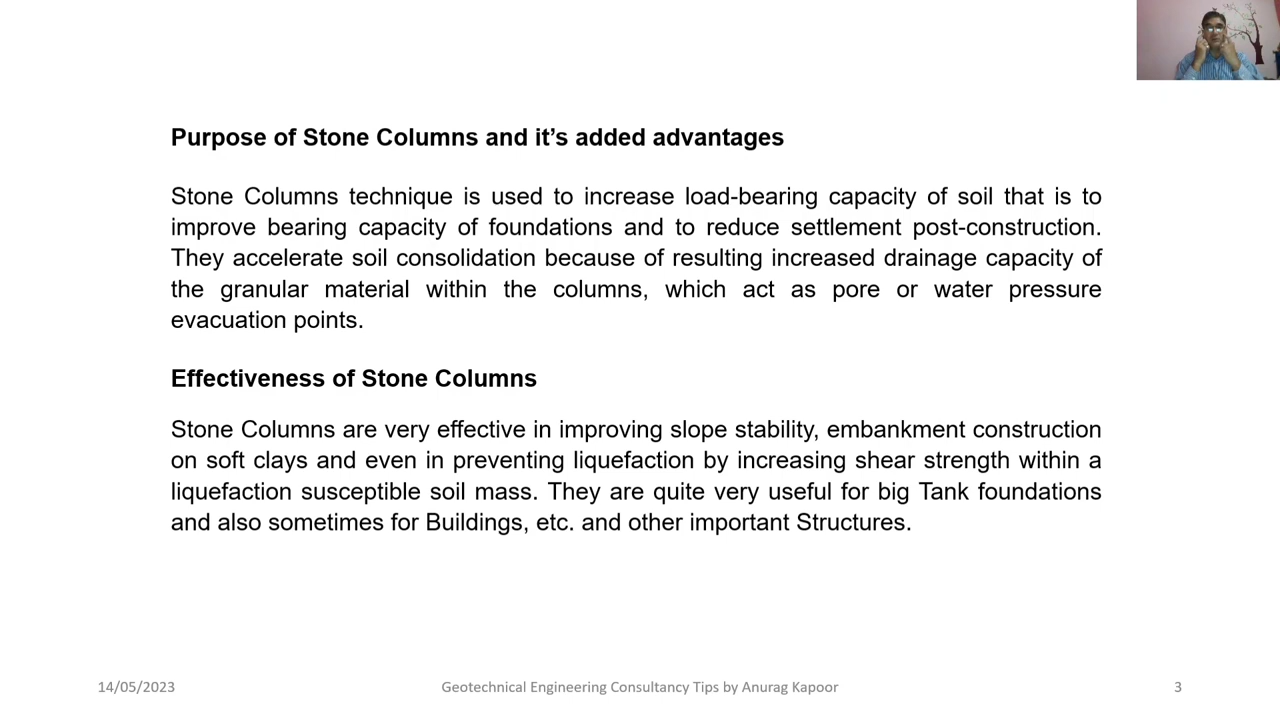 Purpose of Stone Columns and it’s added advantages
Stone Columns technique is used to increase load-bearing capacity of soil that is to
improve bearing capacity of foundations and to reduce settlement post-construction.
They accelerate soil consolidation because of resulting increased drainage capacity of
the granular material within the columns, which act as pore or water pressure
evacuation points.
Effectiveness of Stone Columns
Stone Columns are very effective in improving slope stability, embankment construction
on soft clays and even in preventing liquefaction by increasing shear strength within a
liquefaction susceptible soil mass. They are quite very useful for big Tank foundations
and also sometimes for Buildings, etc. and other important Structures.
14/05/2023
Geotechnical Engineering Consultancy Tips by Anurag Kapoor
3